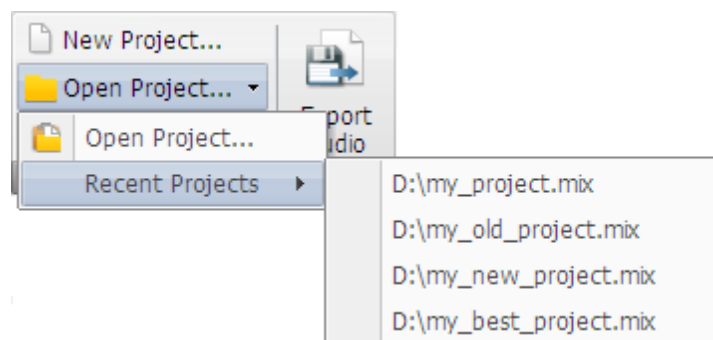 New Project...
Open Project...
Open Project...
Recent Projects
D:\my_project.mix
D:\my_old_project.mix
D:\my_new_project.mix
D:\my_best_project.mix